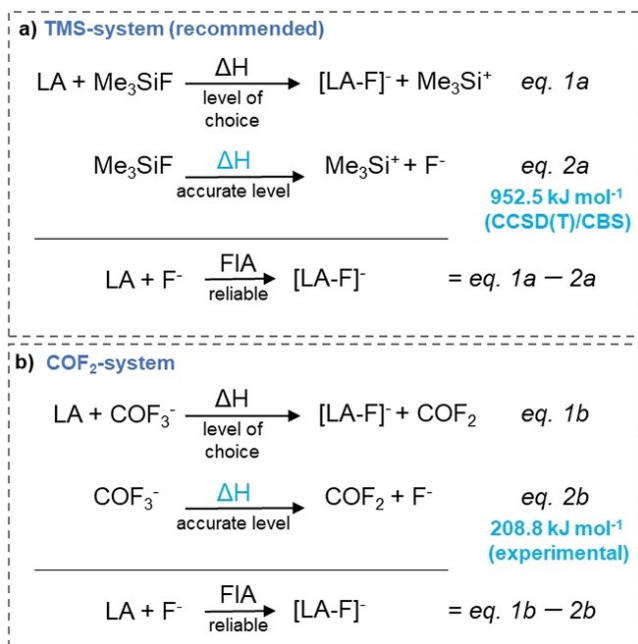 a) TMS-system (recommended)
LA + Me₃SiF ΔH level of choice [LA-F]⁻ + Me₃Si⁺ eq. 1a
Me₃SiF ΔH accurate level Me₃Si⁺ + F⁻ eq. 2a
952.5 kJ mol⁻¹
(CCSD(T)/CBS)
LA + F⁻ FIA reliable [LA-F]⁻ = eq. 1a – 2a
b) COF₂-system
LA + COF₃⁻ ΔH level of choice [LA-F]⁻ + COF₂ eq. 1b
COF₃⁻ ΔH accurate level COF₂ + F⁻ eq. 2b
208.8 kJ mol⁻¹
(experimental)
LA + F⁻ FIA reliable [LA-F]⁻ = eq. 1b – 2b